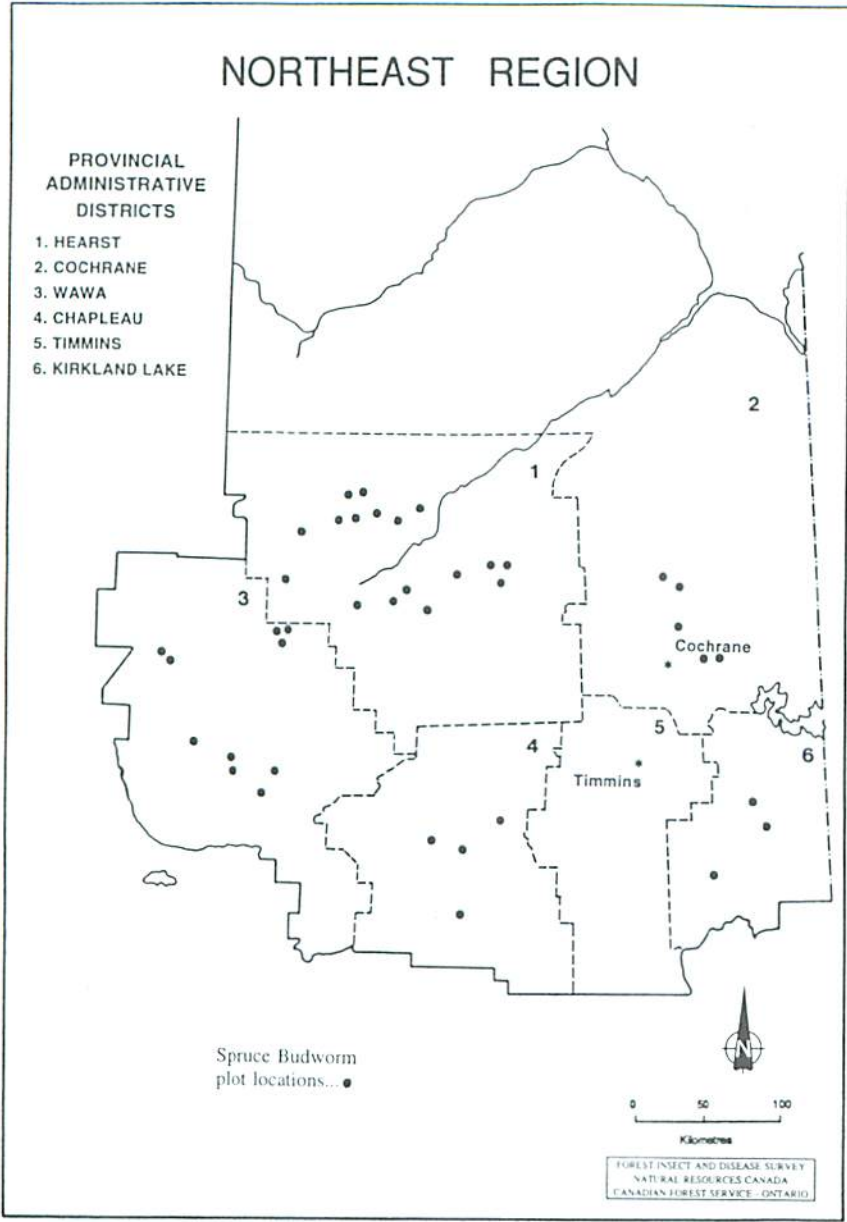 NORTHEAST REGION
PROVINCIAL
ADMINISTRATIVE
DISTRICTS
1. HEARST
2. COCHRANE
3. WAWA
4. CHAPLEAU
5. TIMMINS
6. KIRKLAND LAKE
2
1
3
Cochrane
5
4
6
Timmins
N
Spruce Budworm
plot locations...
0 50 100
Kilometres
FOREST INSECT AND DISEASE SURVEY
NATURAL RESOURCES CANADA
CANADIAN FOREST SERVICE - ONTARIO